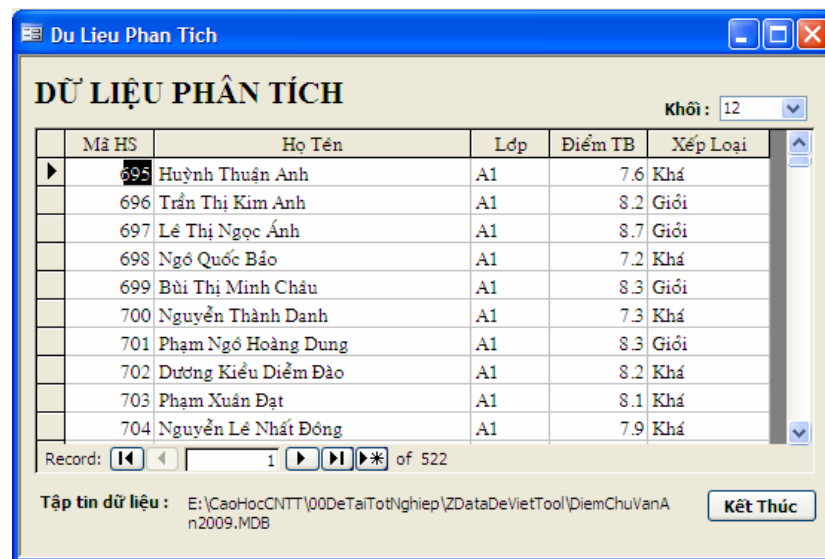 Du Lieu Phan Tich
DỮ LIỆU PHÂN TÍCH
Khối : 12
Mã HS Họ Tên Lớp Điểm TB Xếp Loại
695 Huỳnh Thuận Anh A1 7.6 Khá
696 Trần Thị Kim Anh A1 8.2 Giỏi
697 Lê Thị Ngọc Ánh A1 8.7 Giỏi
698 Ngô Quốc Bảo A1 7.2 Khá
699 Bùi Thị Minh Châu A1 8.3 Giỏi
700 Nguyễn Thành Danh A1 7.3 Khá
701 Phạm Ngô Hoàng Dung A1 8.3 Giỏi
702 Dương Kiều Diễm Đào A1 8.2 Khá
703 Phạm Xuân Đạt A1 8.1 Khá
704 Nguyễn Lê Nhất Đông A1 7.9 Khá
Record: 1 of 522
Tập tin dữ liệu : E:\CaoHocCNTT\00DeTaiTotNghiep\ZDataDeVietTool\DiemChuVanA
n2009.MDB
Kết Thúc